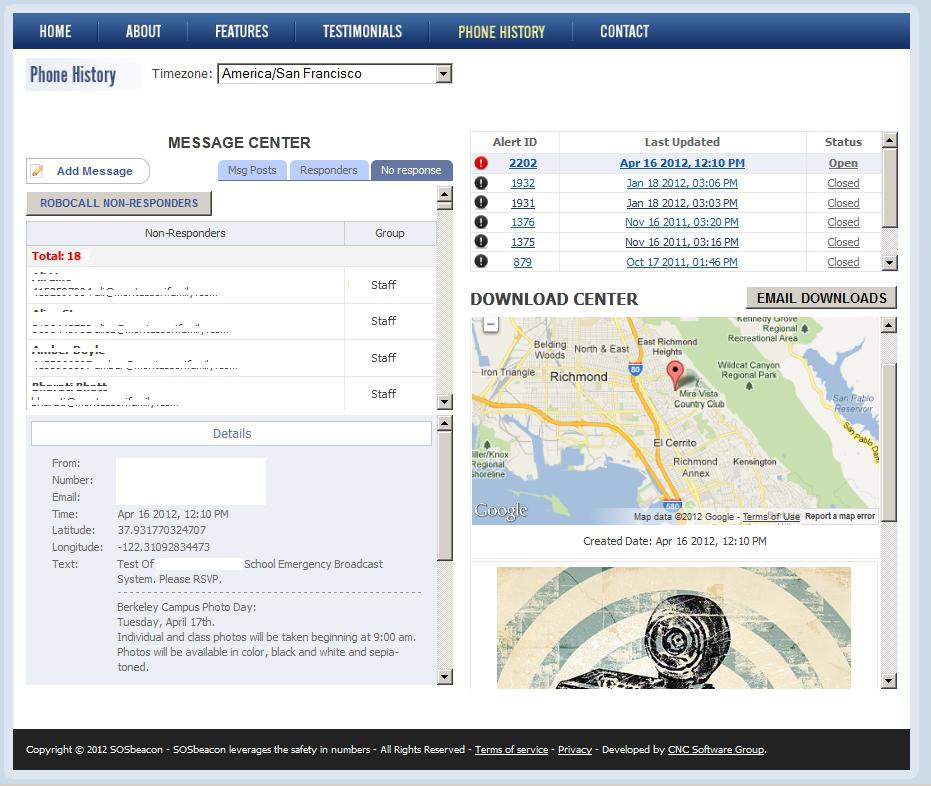 HOME
ABOUT
FEATURES
TESTIMONIALS
PHONE HISTORY
CONTACT
Phone History
Timezone: America/San Francisco
MESSAGE CENTER
Add Message
Msg Posts
Responders
No response
ROBOCALL NON-RESPONDERS
Non-Responders Group
Total: 18
Staff
Staff
Staff
Staff
Details
From:
Number:
Email:
Time: Apr 16 2012, 12:10 PM
Latitude: 37.931770324707
Longitude: -122.31092834473
Text: Test Of School Emergency Broadcast
System. Please RSVP.
Berkeley Campus Photo Day:
Tuesday, April 17th.
Individual and class photos will be taken beginning at 9:00 am.
Photos will be available in color, black and white and sepia-
toned.
Alert ID Last Updated Status
2202 Apr 16 2012, 12:10 PM Open
1932 Jan 18 2012, 03:06 PM Closed
1931 Jan 18 2012, 03:03 PM Closed
1376 Nov 16 2011, 03:20 PM Closed
1375 Nov 16 2011, 03:16 PM Closed
879 Oct 17 2011, 01:46 PM Closed
DOWNLOAD CENTER
EMAIL DOWNLOADS
Kennedy Grove
Regional
Recreational Area
Belding
Woods
North & East
East Richmond
Heights
80
Iron Triangle
Richmond
Wildcat Canyon
Regional Park
Mira Vista
Country Club
San Pablo
Reservoir
San Pablo Dam
El Cerrito
Miller/Knox
Regional
Shoreline
Richmond
Annex
Kensington
580
Google
Map data ©2012 Google - Terms of Use Report a map error
Created Date: Apr 16 2012, 12:10 PM
Copyright © 2012 SOSbeacon - SOSbeacon leverages the safety in numbers - All Rights Reserved - Terms of service - Privacy - Developed by CNC Software Group.